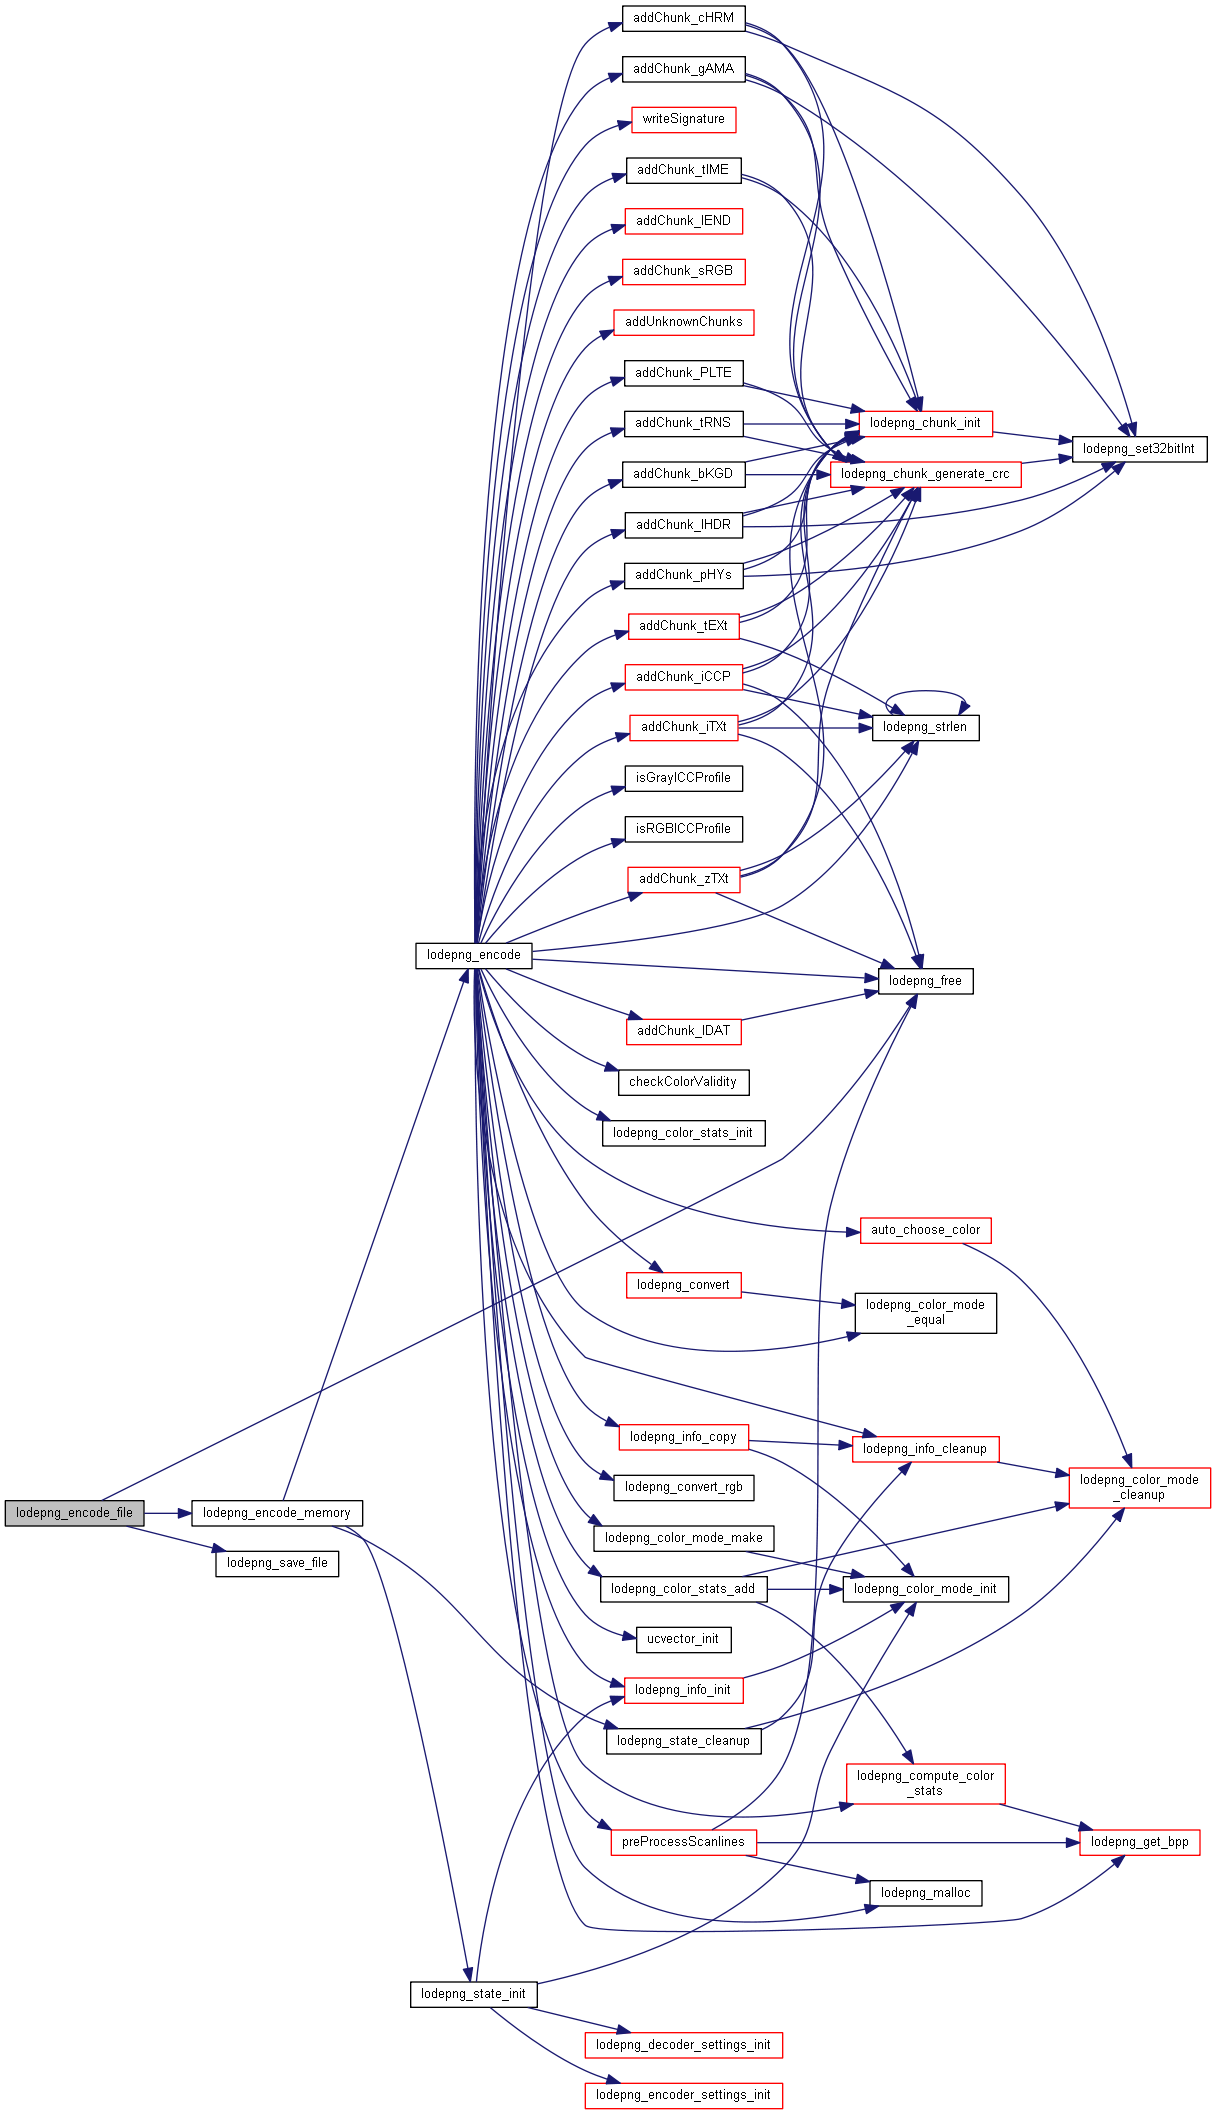 addChunk_cHRM
addChunk_gAMA
writeSignature
addChunk_tIME
addChunk_IEND
addChunk_sRGB
addUnknownChunks
addChunk_PLTE
addChunk_tRNS
lodepng_chunk_init
lodepng_set32bitInt
addChunk_bKGD
lodepng_chunk_generate_crc
addChunk_IHDR
addChunk_pHYs
addChunk_tEXt
addChunk_iCCP
addChunk_iTXt
lodepng_strlen
isGrayICCProfile
isRGBICCProfile
addChunk_zTXt
lodepng_encode
lodepng_free
addChunk_IDAT
checkColorValidity
lodepng_color_stats_init
auto_choose_color
lodepng_convert
lodepng_color_mode
_equal
lodepng_info_copy
lodepng_info_cleanup
lodepng_convert_rgb
lodepng_color_mode
_cleanup
lodepng_encode_file
lodepng_encode_memory
lodepng_save_file
lodepng_color_mode_make
lodepng_color_stats_add
lodepng_color_mode_init
ucvector_init
lodepng_info_init
lodepng_state_cleanup
lodepng_compute_color
_stats
preProcessScanlines
lodepng_get_bpp
lodepng_malloc
lodepng_state_init
lodepng_decoder_settings_init
lodepng_encoder_settings_init